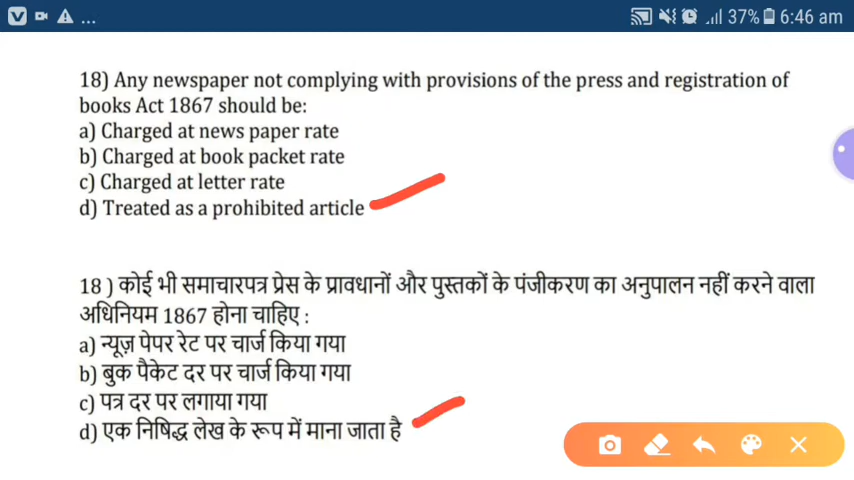 ... 37% 6:46 am
18) Any newspaper not complying with provisions of the press and registration of
books Act 1867 should be:
a) Charged at news paper rate
b) Charged at book packet rate
c) Charged at letter rate
d) Treated as a prohibited article
18 ) कोई भी समाचारपत्र प्रेस के प्रावधानों और पुस्तकों के पंजीकरण का अनुपालन नहीं करने वाला
अधिनियम 1867 होना चाहिए :
a) न्यूज़ पेपर रेट पर चार्ज किया गया
b) बुक पैकेट दर पर चार्ज किया गया
c) पत्र दर पर लगाया गया
d) एक निषिद्ध लेख के रूप में माना जाता है